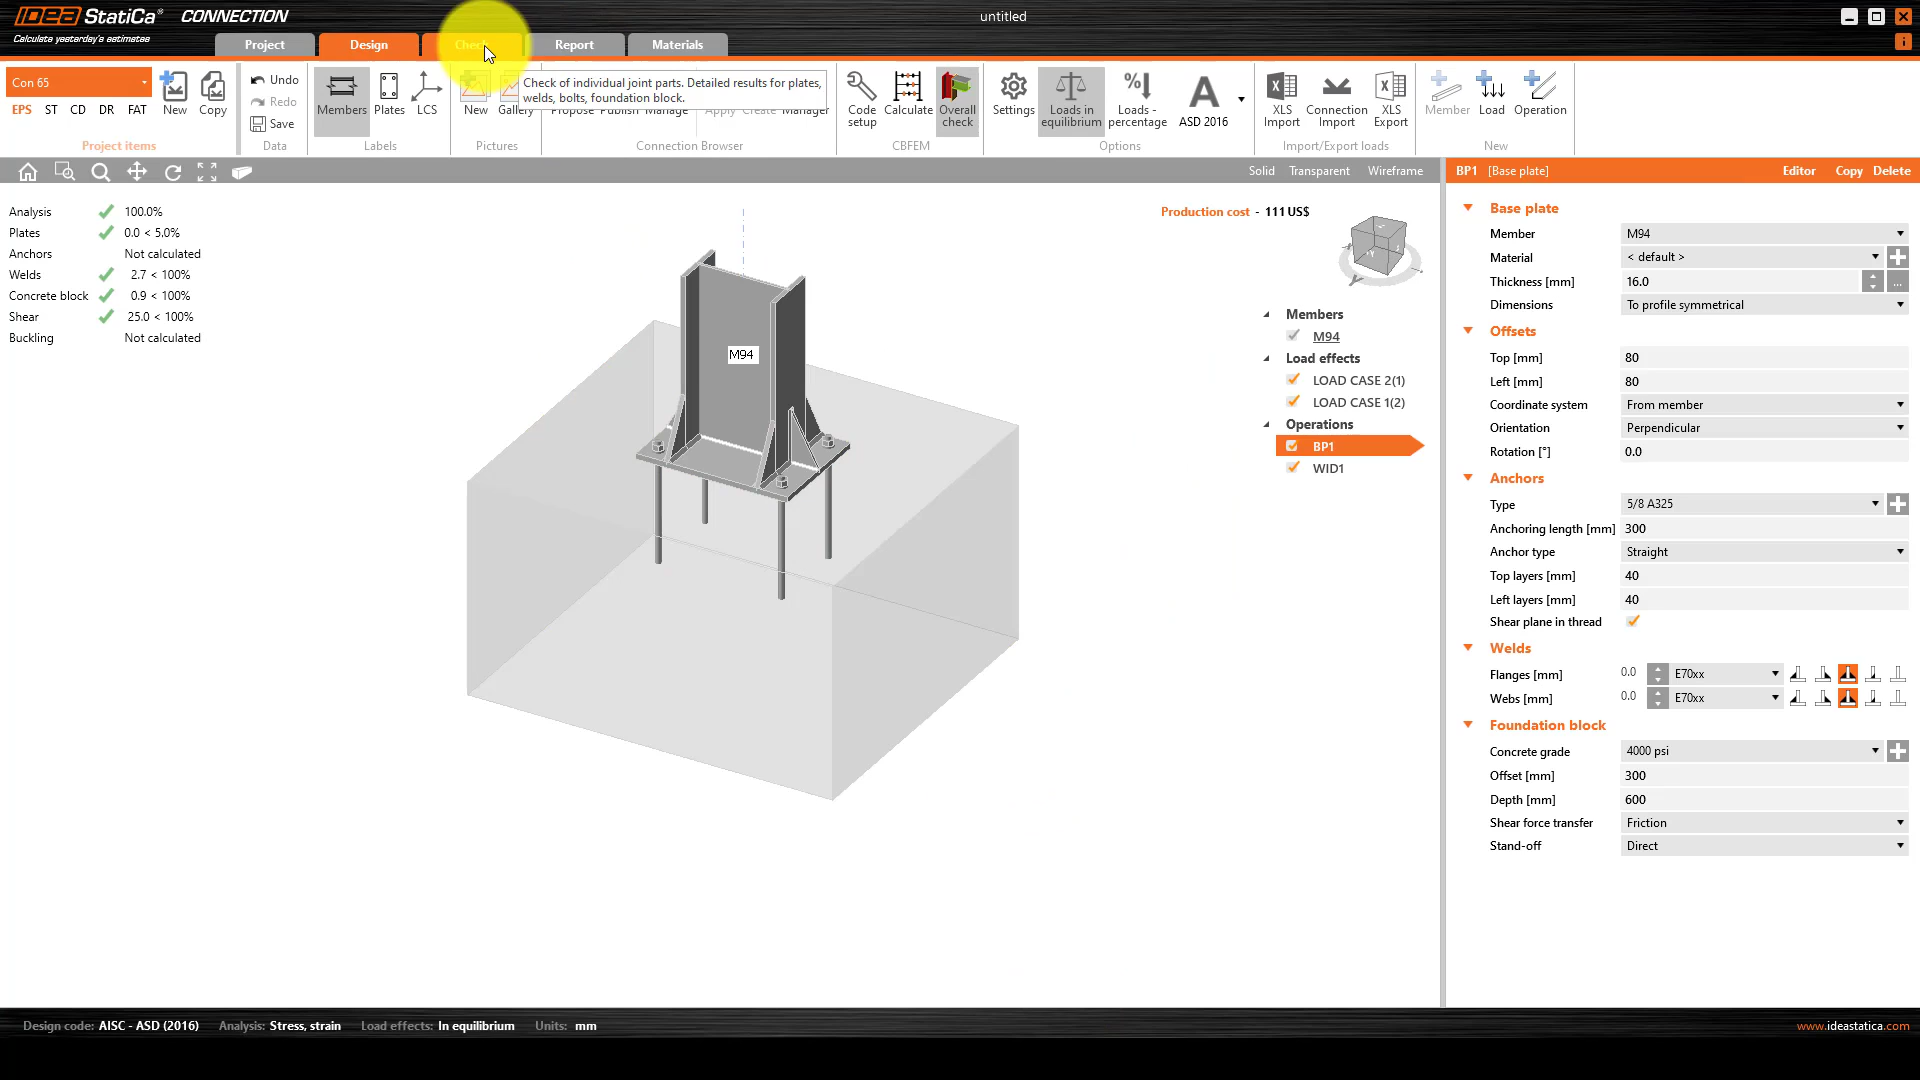 IDEA StatiCa® CONNECTION
Calculate yesterday's estimates
untitled
Project
Design
Check
Report
Materials
Con 65
EPS ST CD DR FAT
New
Copy
Project items
Undo
Redo
Save
Data
Members
Plates
LCS
Labels
New
Gallery
Pictures
Check of individual joint parts. Detailed results for plates,
welds, bolts, foundation block.
Propose Publish Manage
Apply Create Manager
Connection Browser
Code
setup
Calculate
Overall
check
CBFEM
Settings
Loads in
equilibrium
Loads -
percentage
ASD 2016
Options
XLS
Import
Connection
Import
XLS
Export
Import/Export loads
Member
Load
Operation
New
Solid Transparent Wireframe
Analysis 100.0%
Plates 0.0 < 5.0%
Anchors Not calculated
Welds 2.7 < 100%
Concrete block 0.9 < 100%
Shear 25.0 < 100%
Buckling Not calculated
Production cost - 111 US$
M94
Members
M94
Load effects
LOAD CASE 2(1)
LOAD CASE 1(2)
Operations
BP1
WID1
BP1 [Base plate] Editor Copy Delete
Base plate
Member M94
Material < default >
Thickness [mm] 16.0
Dimensions To profile symmetrical
Offsets
Top [mm] 80
Left [mm] 80
Coordinate system From member
Orientation Perpendicular
Rotation [°] 0.0
Anchors
Type 5/8 A325
Anchoring length [mm] 300
Anchor type Straight
Top layers [mm] 40
Left layers [mm] 40
Shear plane in thread
Welds
Flanges [mm] 0.0 E70xx
Webs [mm] 0.0 E70xx
Foundation block
Concrete grade 4000 psi
Offset [mm] 300
Depth [mm] 600
Shear force transfer Friction
Stand-off Direct
Design code: AISC - ASD (2016) Analysis: Stress, strain Load effects: In equilibrium Units: mm
www.ideastatica.com